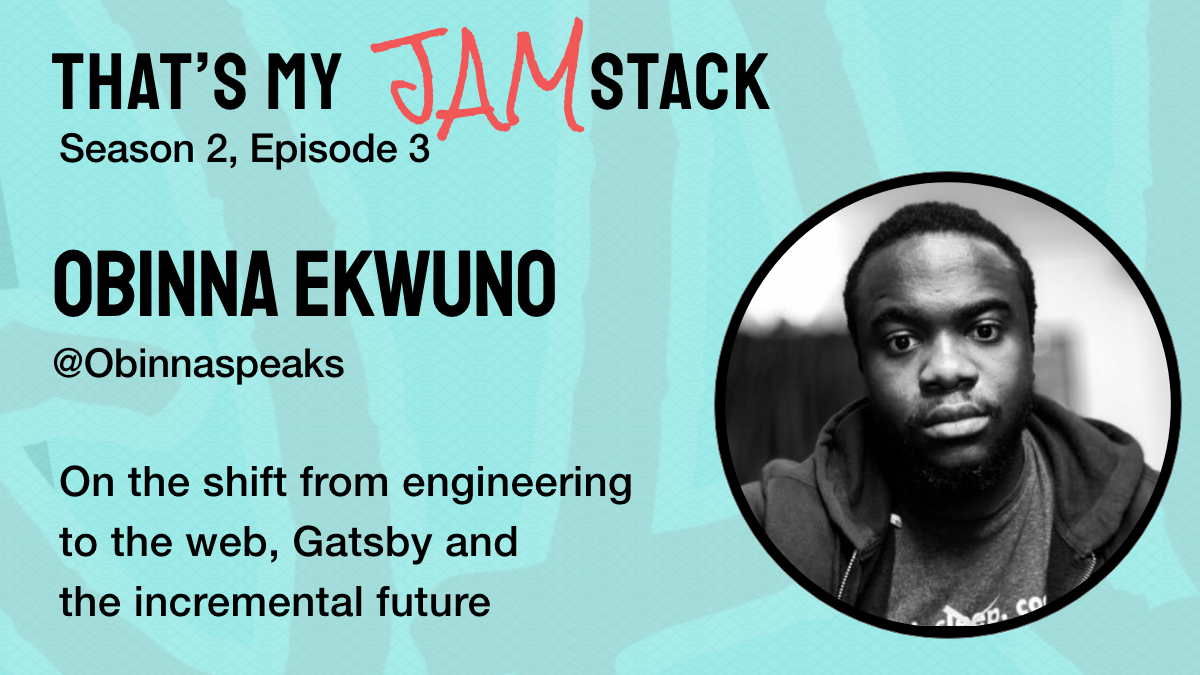 THAT'S MY JAMSTACK
Season 2, Episode 3
OBINNA EKWUNO
@Obinnaspeaks
On the shift from engineering
to the web, Gatsby and
the incremental future